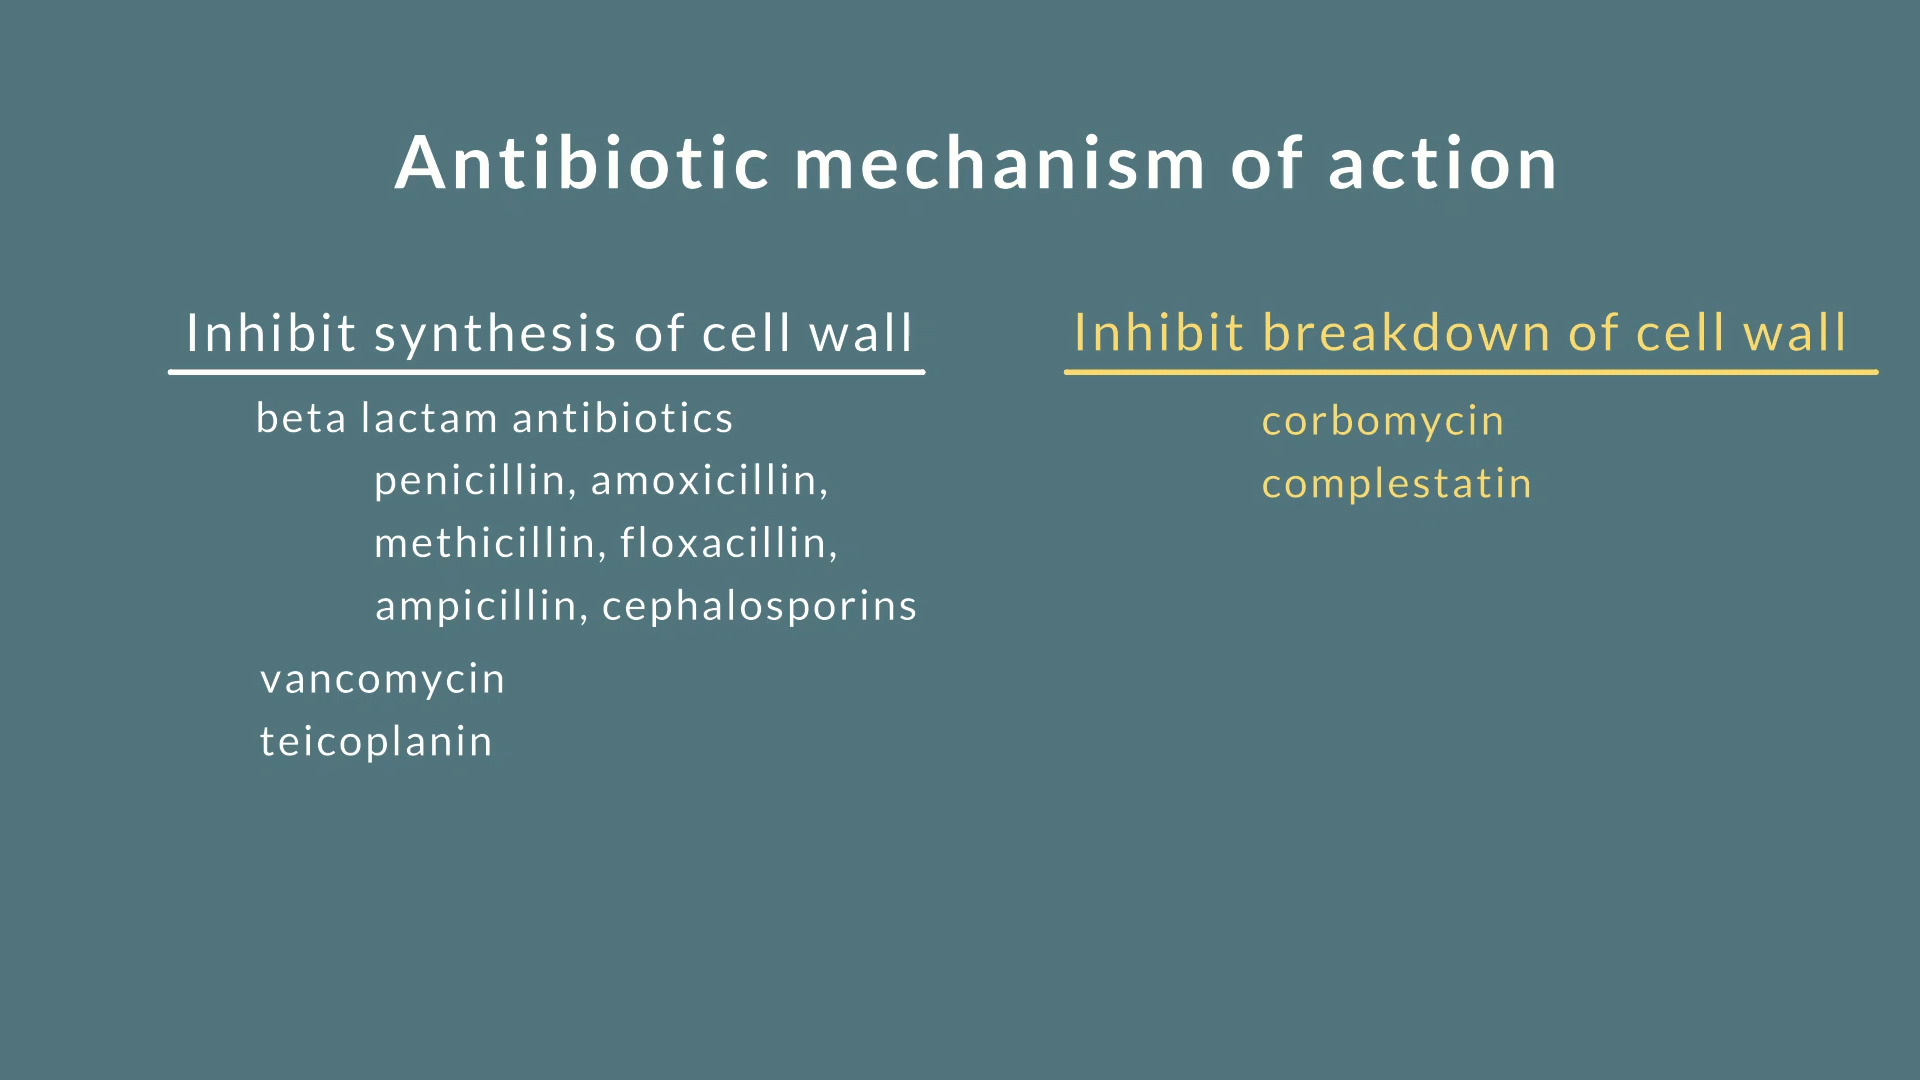 Antibiotic mechanism of action
Inhibit synthesis of cell wall
beta lactam antibiotics
penicillin, amoxicillin,
methicillin, floxacillin,
ampicillin, cephalosporins
vancomycin
teicoplanin
Inhibit breakdown of cell wall
corbomycin
complestatin